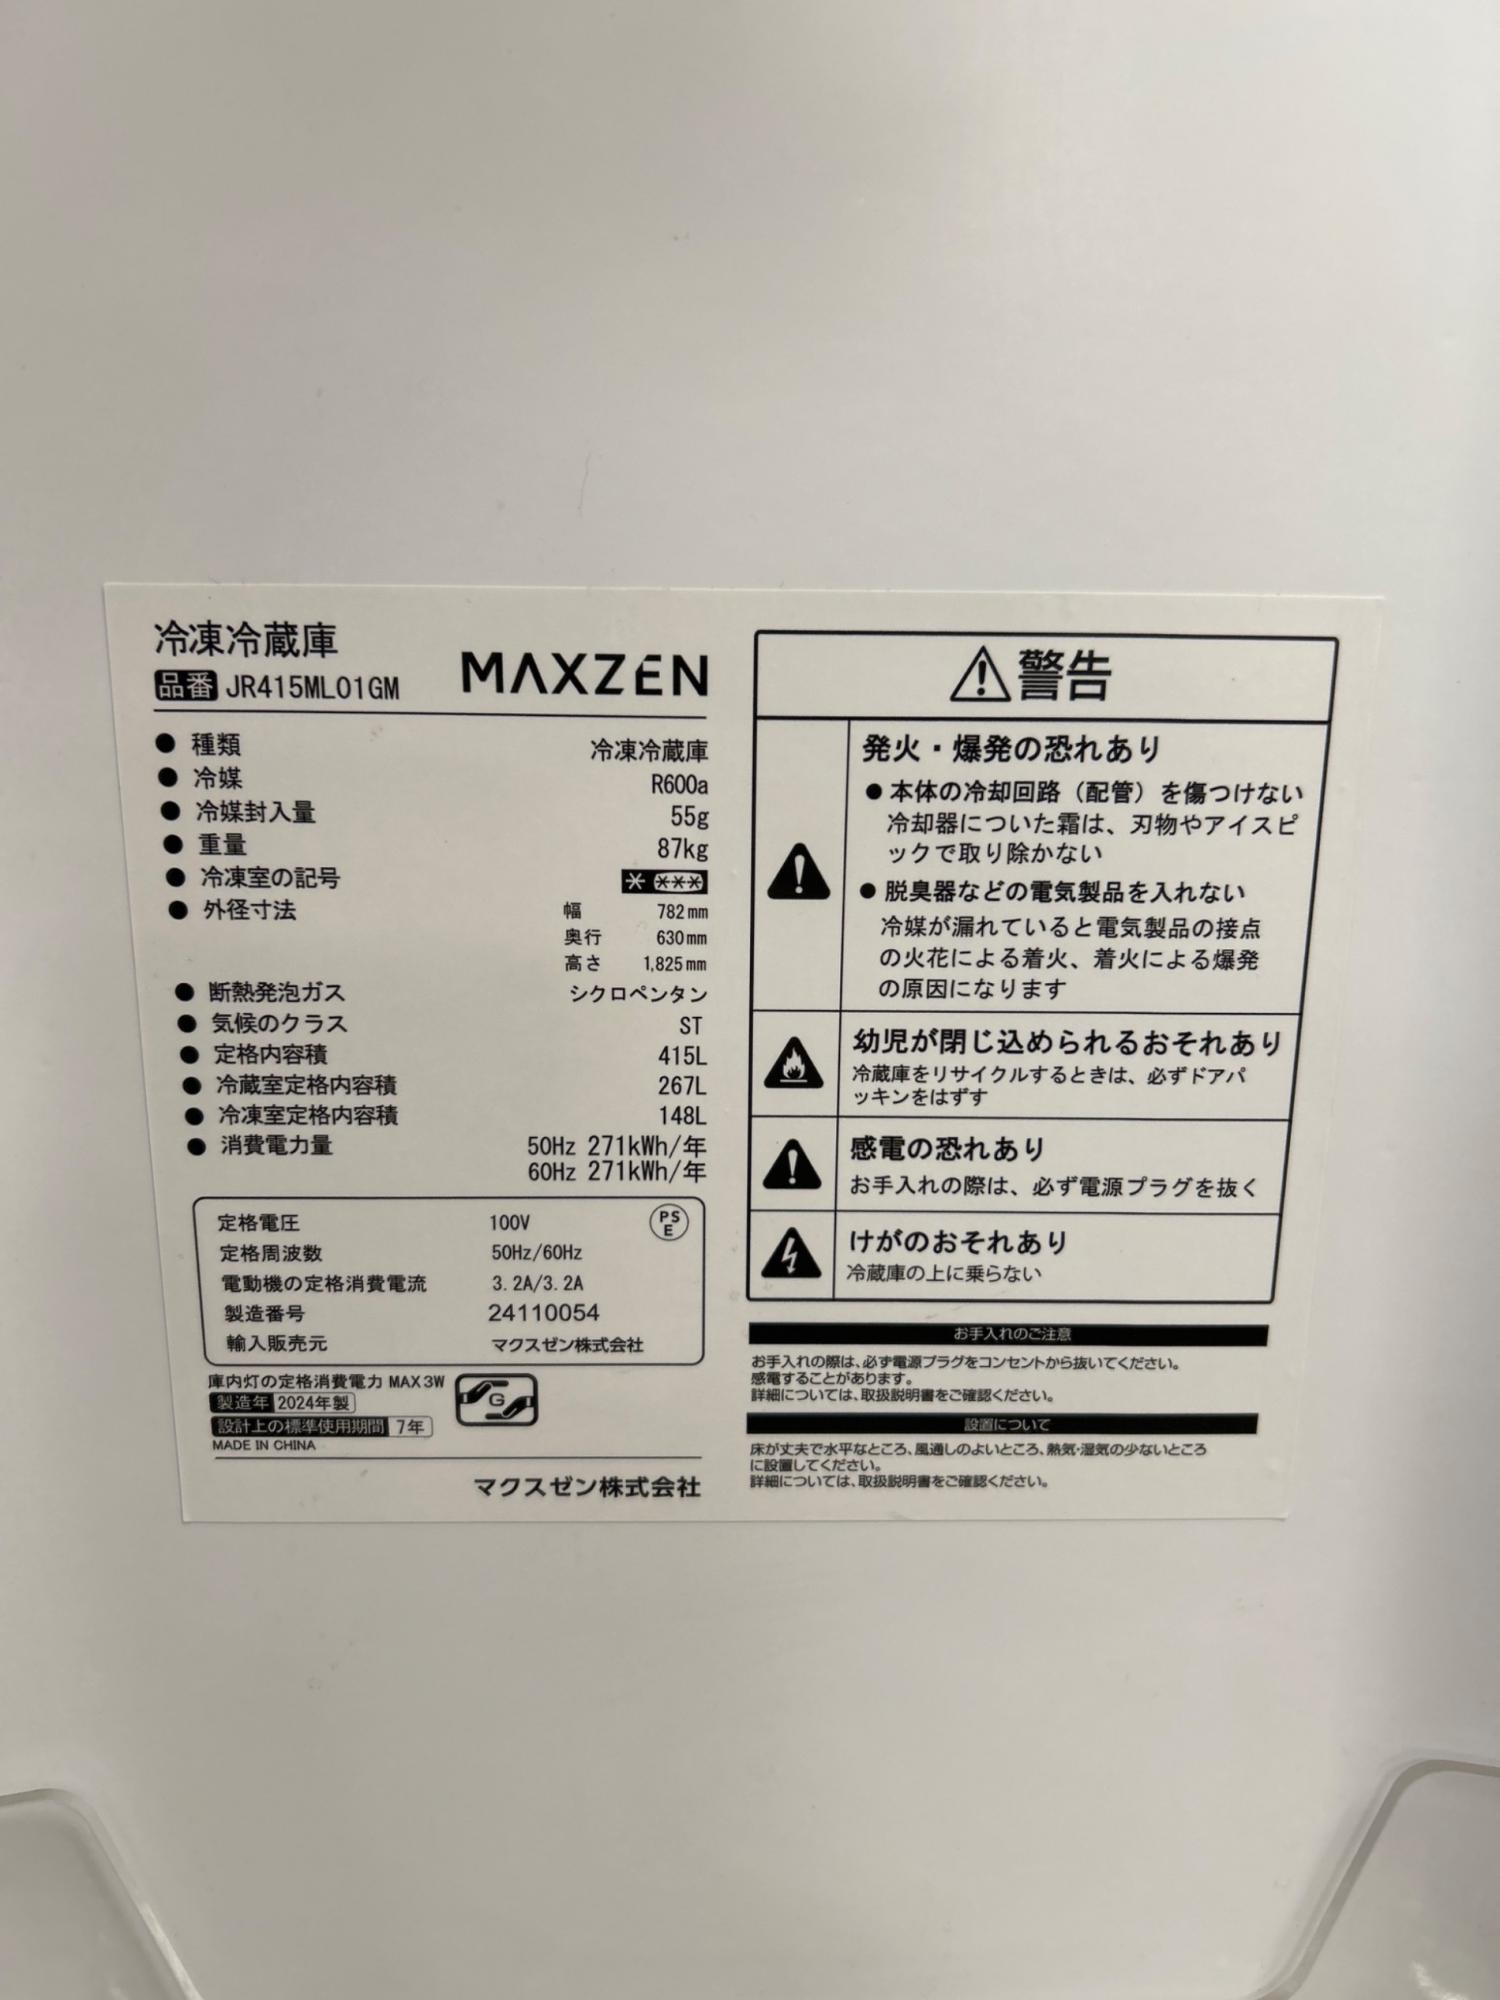 冷凍冷蔵庫
品番 JR415ML01GM
MAXZEN
● 種類 冷凍冷蔵庫
● 冷媒 R600a
● 冷媒封入量 55g
● 重量 87kg
● 冷凍室の記号 * ***
● 外径寸法 幅 782mm
奥行 630mm
高さ 1,825mm
● 断熱発泡ガス シクロペンタン
● 気候のクラス ST
● 定格内容積 415L
● 冷蔵室定格内容積 267L
● 冷凍室定格内容積 148L
● 消費電力量 50Hz 271kWh/年
60Hz 271kWh/年
定格電圧 100V
PS
E
定格周波数 50Hz/60Hz
電動機の定格消費電流 3.2A/3.2A
製造番号 24110054
輸入販売元 マクスゼン株式会社
庫内灯の定格消費電力 MAX3W
製造年 2024年製
設計上の標準使用期間 7年
MADE IN CHINA
G
マクスゼン株式会社
警告
発火・爆発の恐れあり
● 本体の冷却回路（配管）を傷つけない
冷却器についた霜は、刃物やアイスピ
ックで取り除かない
● 脱臭器などの電気製品を入れない
冷媒が漏れていると電気製品の接点
の火花による着火、着火による爆発
の原因になります
幼児が閉じ込められるおそれあり
冷蔵庫をリサイクルするときは、必ずドアパ
ッキンをはずす
感電の恐れあり
お手入れの際は、必ず電源プラグを抜く
けがのおそれあり
冷蔵庫の上に乗らない
お手入れのご注意
お手入れの際は、必ず電源プラグをコンセントから抜いてください。
感電することがあります。
詳細については、取扱説明書をご確認ください。
設置について
床が丈夫で水平なところ、風通しのよいところ、熱気・湿気の少ないところ
に設置してください。
詳細については、取扱説明書をご確認ください。